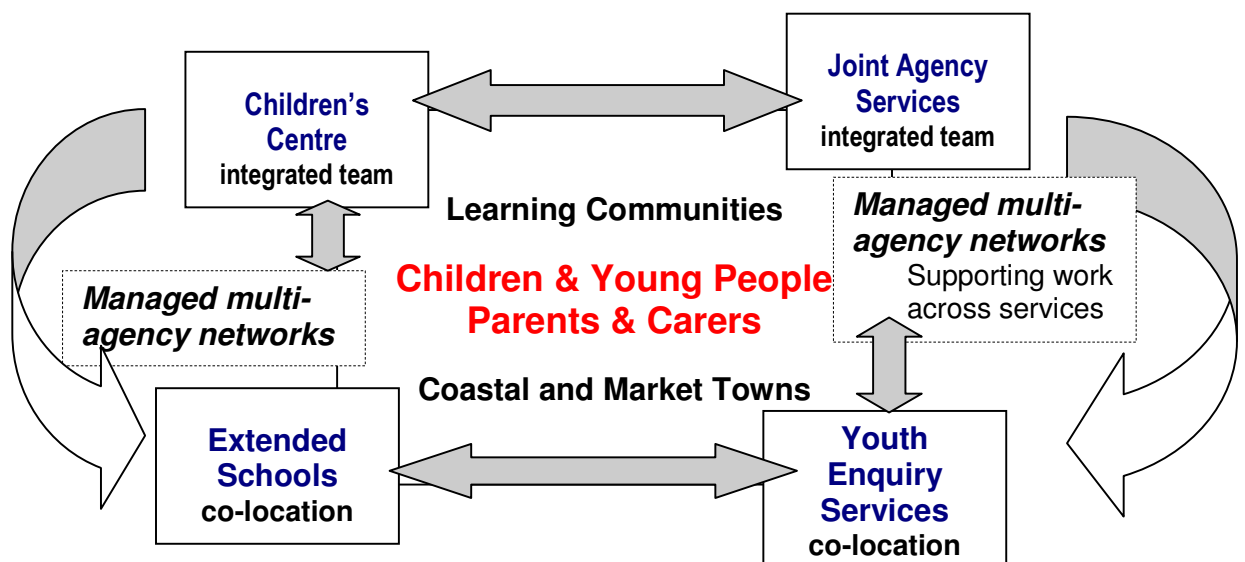 Children's
Centre
integrated team
Joint Agency
Services
integrated team
Learning Communities
Managed multi-
agency networks
Supporting work
across services
Children & Young People
Parents & Carers
Managed multi-
agency networks
Coastal and Market Towns
Extended
Schools
co-location
Youth
Enquiry
Services
co-location